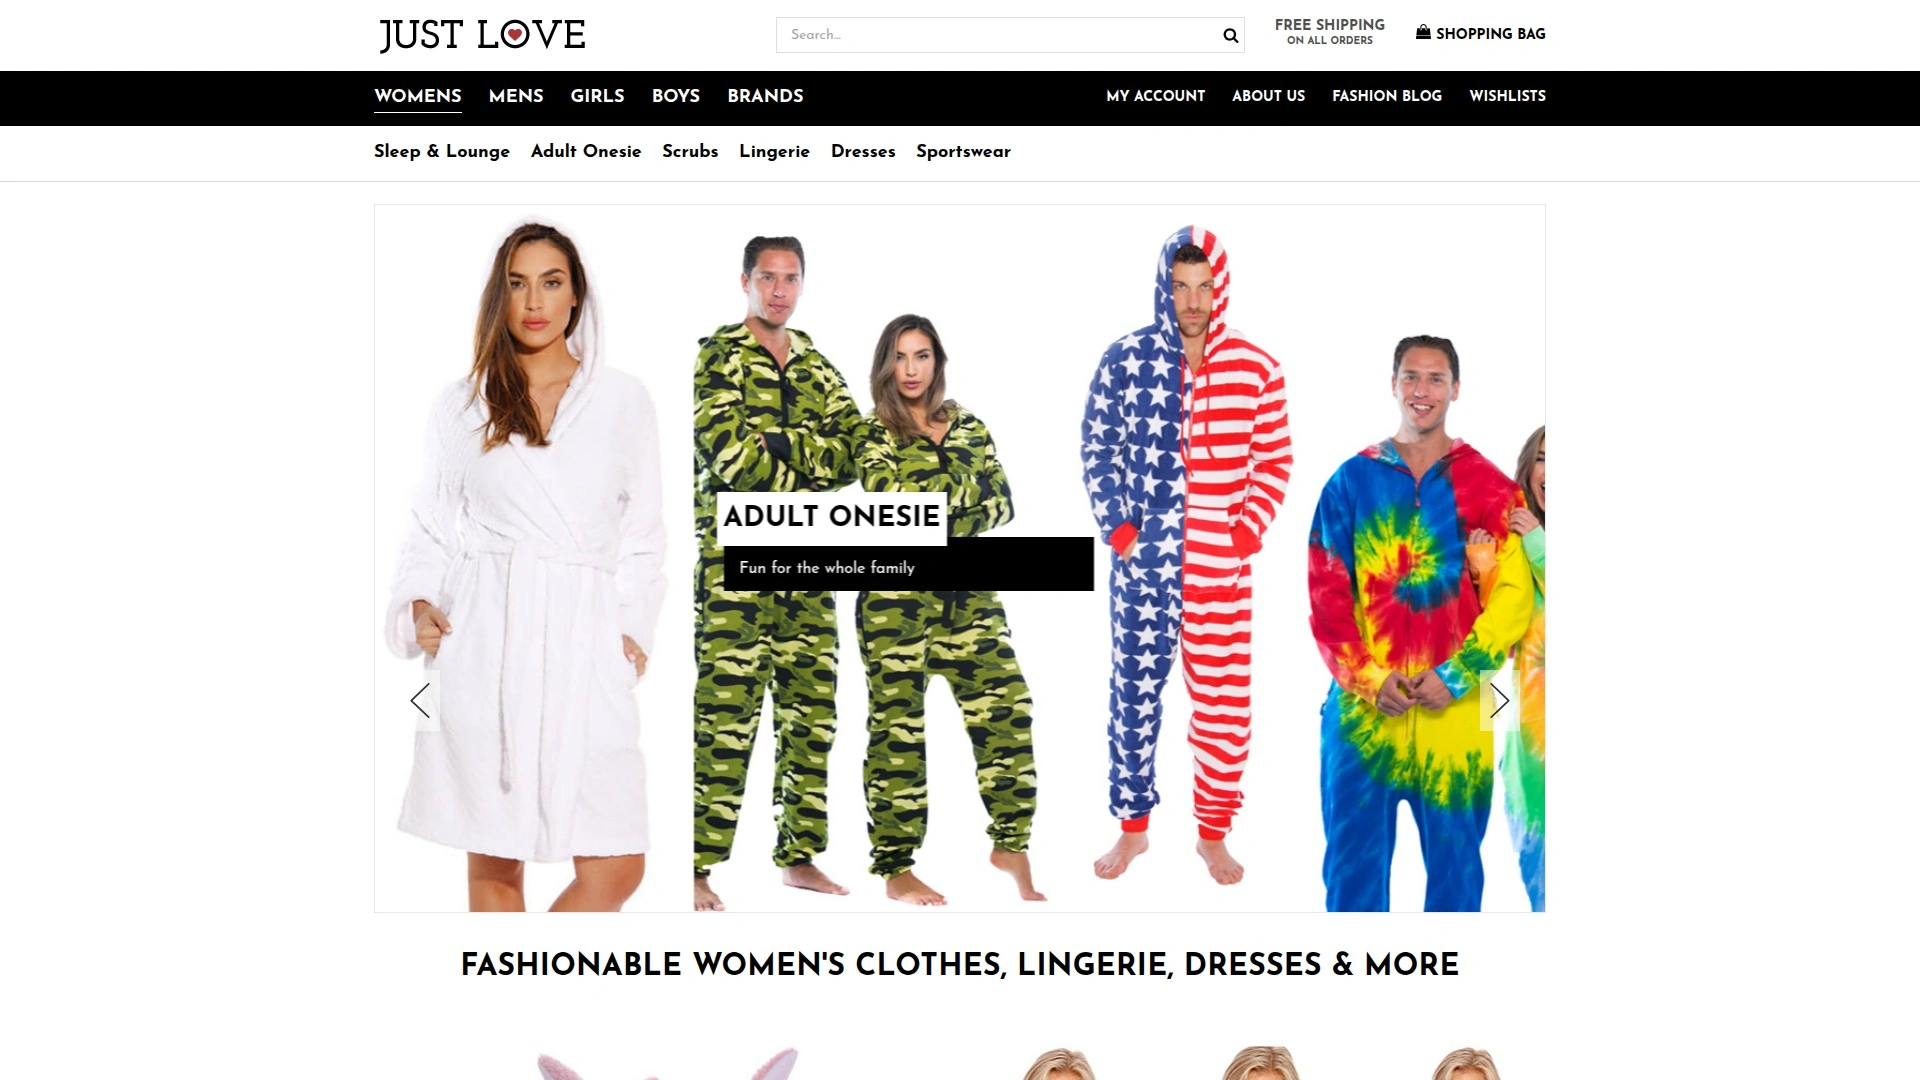 JUST LOVE
Search...
FREE SHIPPING
ON ALL ORDERS
SHOPPING BAG
WOMENS MENS GIRLS BOYS BRANDS
MY ACCOUNT ABOUT US FASHION BLOG WISHLISTS
Sleep & Lounge Adult Onesie Scrubs Lingerie Dresses Sportswear
ADULT ONESIE
Fun for the whole family
FASHIONABLE WOMEN'S CLOTHES, LINGERIE, DRESSES & MORE